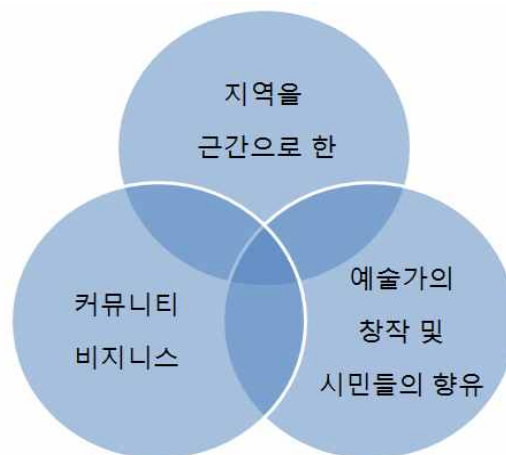 지역을
근간으로 한
커뮤니티
비지니스
예술가의
창작 및
시민들의 향유